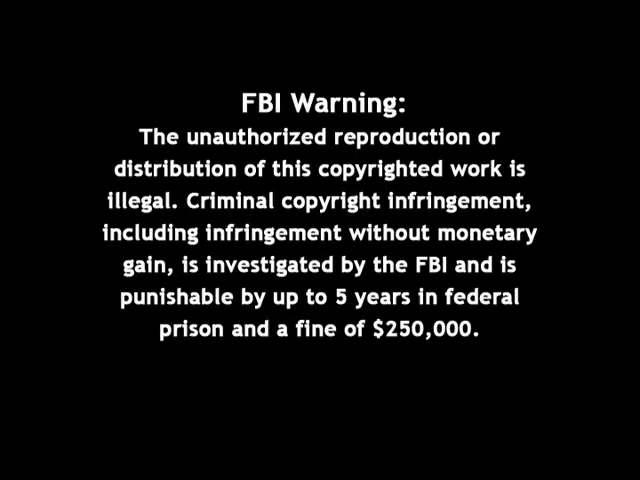 FBI Warning:
The unauthorized reproduction or
distribution of this copyrighted work is
illegal. Criminal copyright infringement,
including infringement without monetary
gain, is investigated by the FBI and is
punishable by up to 5 years in federal
prison and a fine of $250,000.